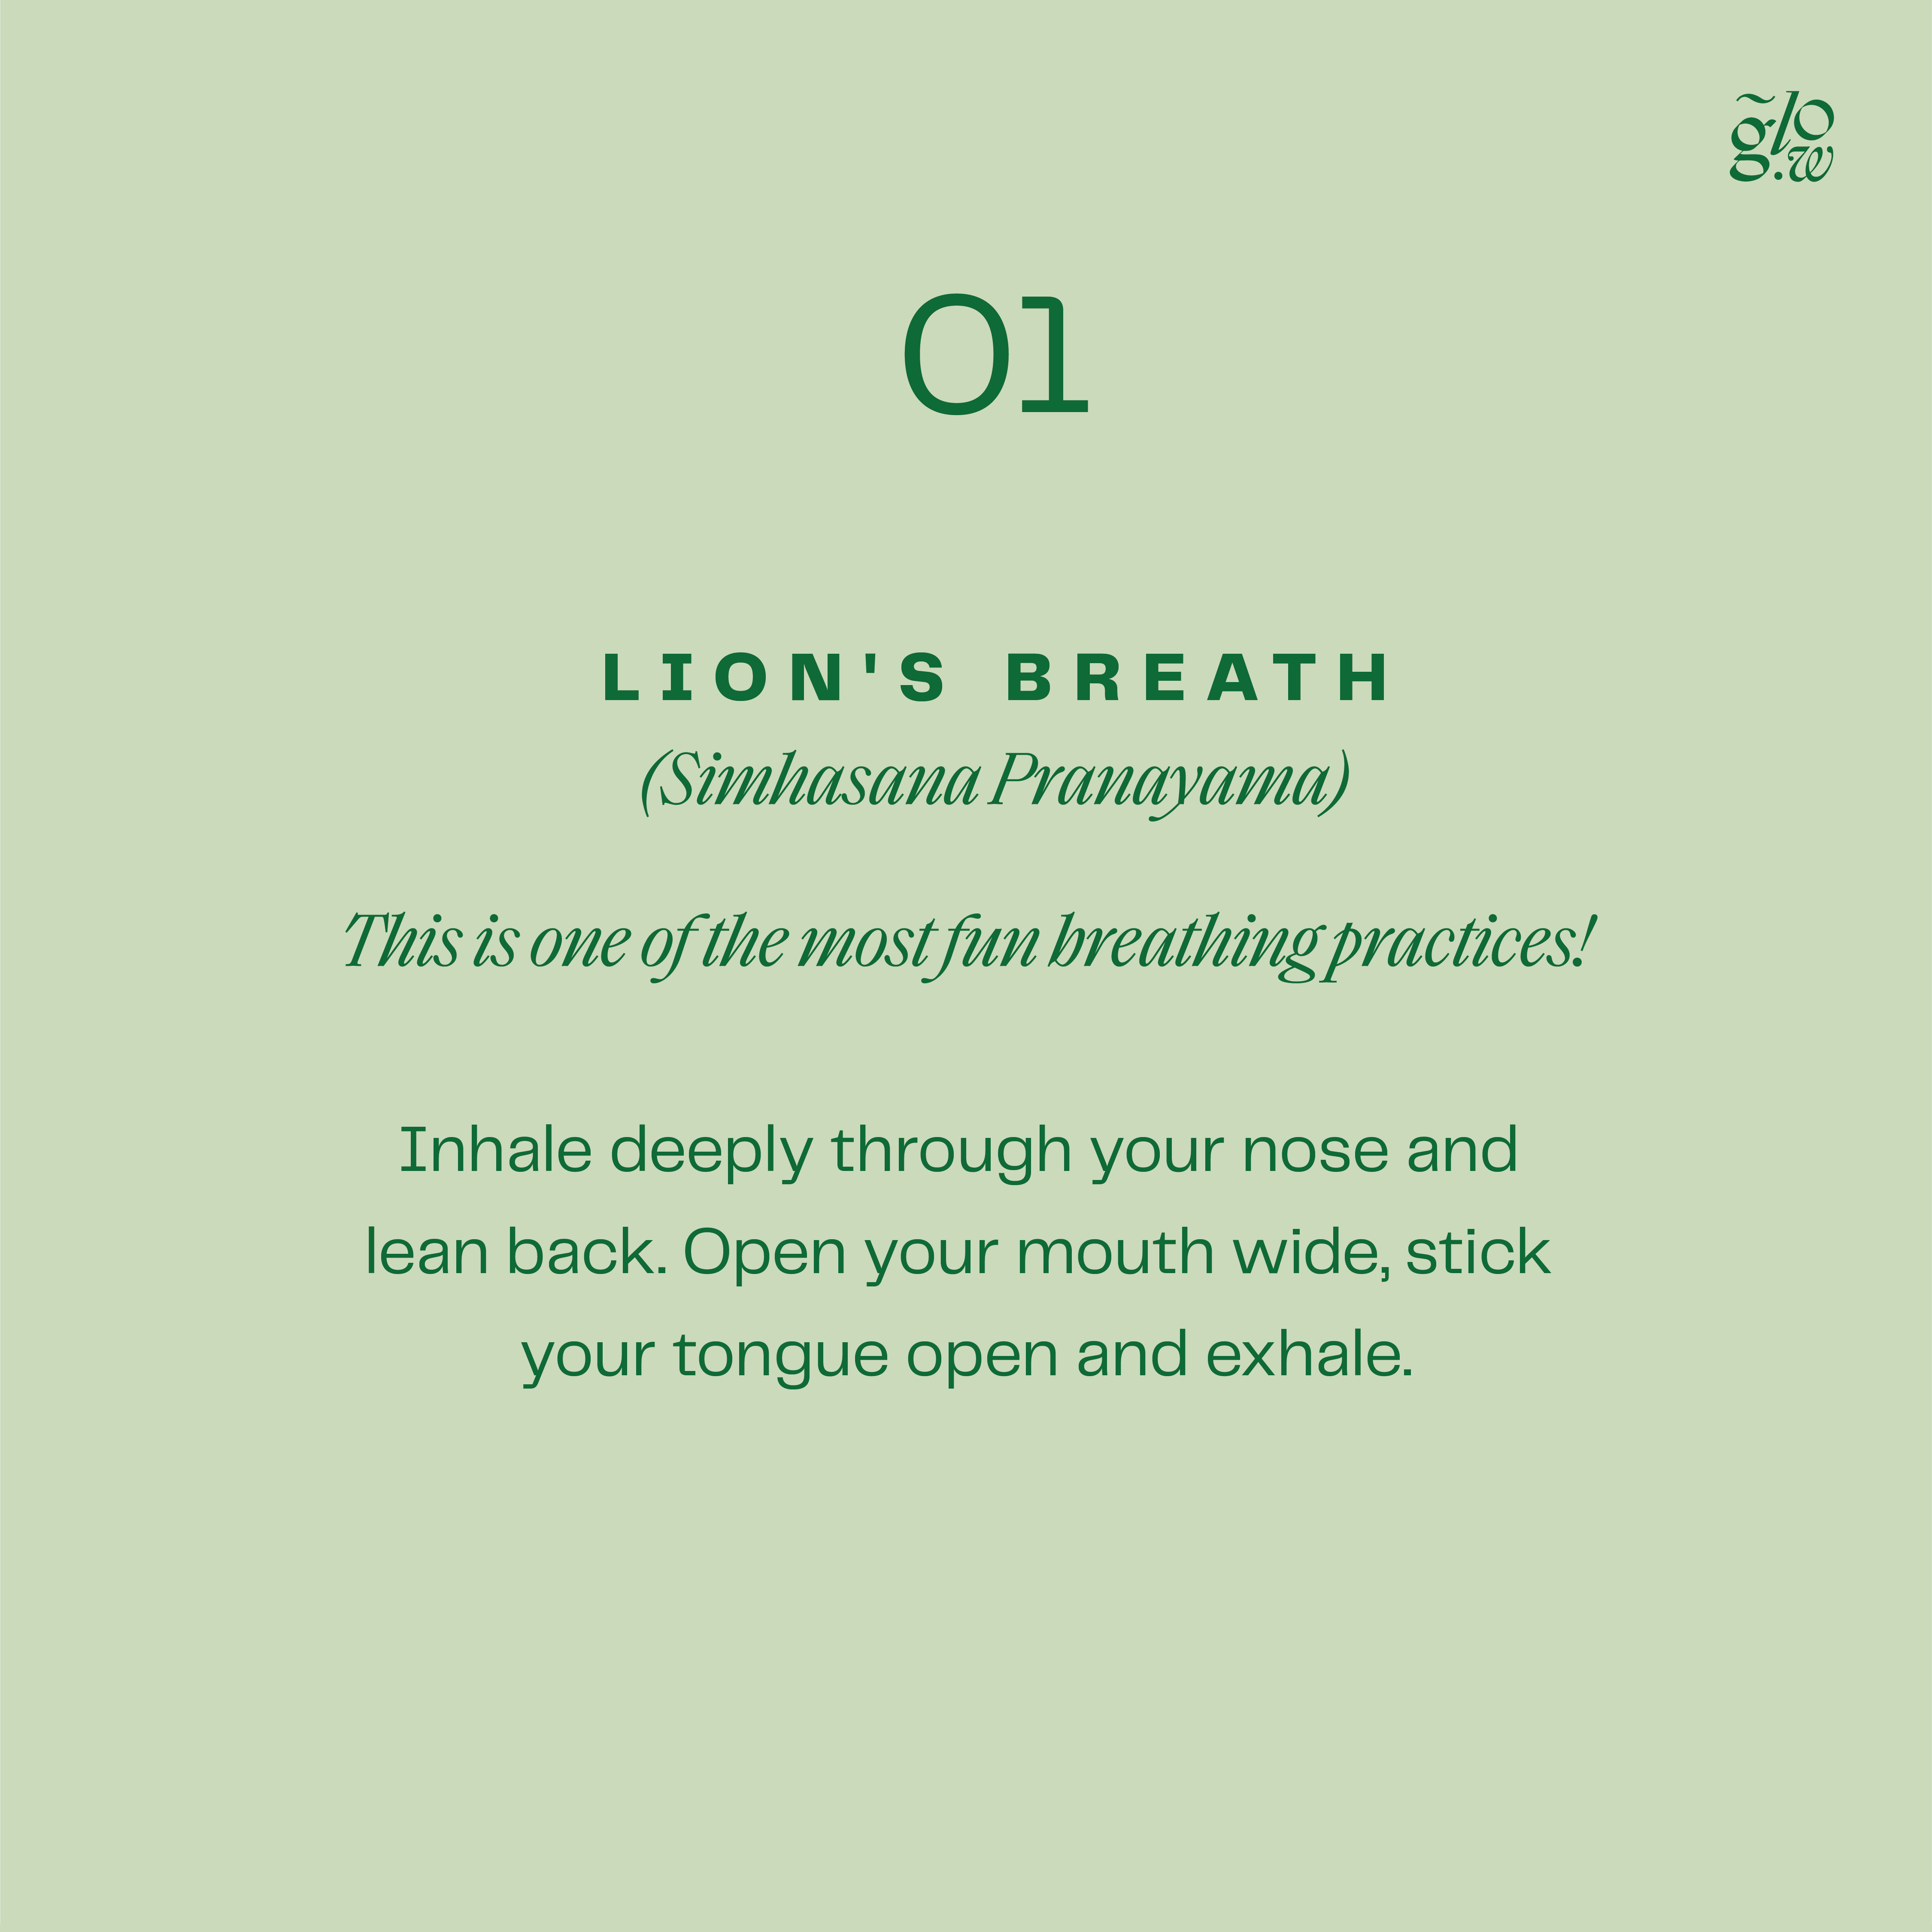 glow
01
LION'S BREATH
(Simhasana Pranayama)
This is one of the most fun breathing practices!
Inhale deeply through your nose and
lean back. Open your mouth wide, stick
your tongue open and exhale.